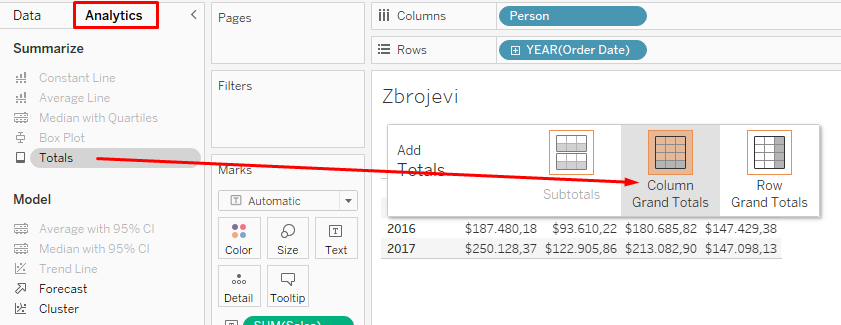 Data Analytics
Summarize
Constant Line
Average Line
Median with Quartiles
Box Plot
Totals
Model
Average with 95% CI
Median with 95% CI
Trend Line
Forecast
Cluster
Pages
Filters
Marks
Automatic
Color Size Text
Detail Tooltip
SUM(Sales)
Columns Person
Rows YEAR(Order Date)
Zbrojevi
Add
Totals
Subtotals
Column
Grand Totals
Row
Grand Totals
2016 $187.480,18 $93.610,22 $180.685,82 $147.429,38
2017 $250.128,37 $122.905,86 $213.082,90 $147.098,13